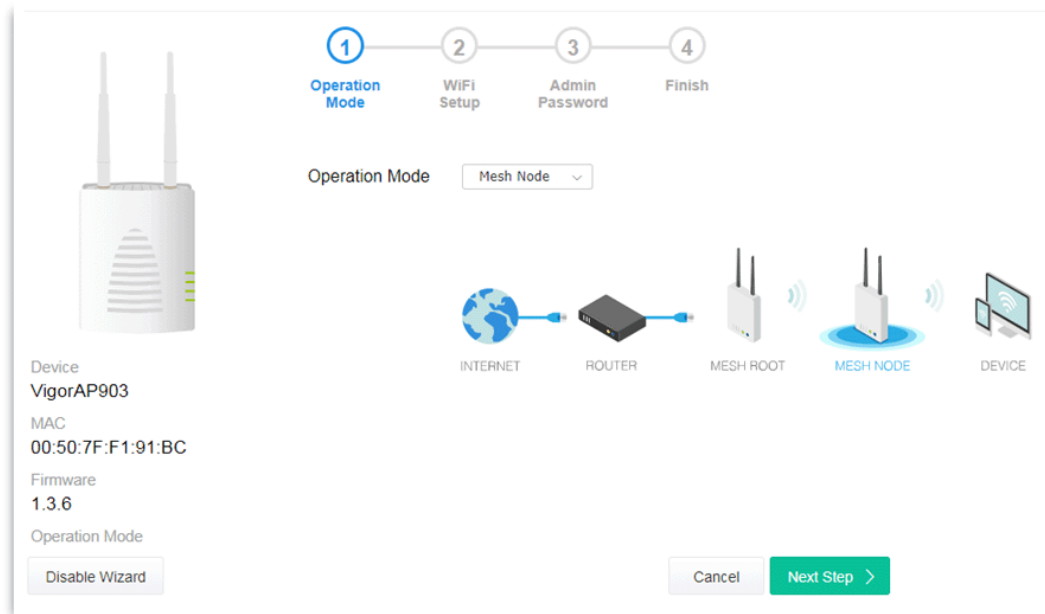 1
2
3
4
Operation
Mode
WiFi
Setup
Admin
Password
Finish
Operation Mode
Mesh Node
INTERNET
ROUTER
MESH ROOT
MESH NODE
DEVICE
Device
VigorAP903
MAC
00:50:7F:F1:91:BC
Firmware
1.3.6
Operation Mode
Disable Wizard
Cancel
Next Step